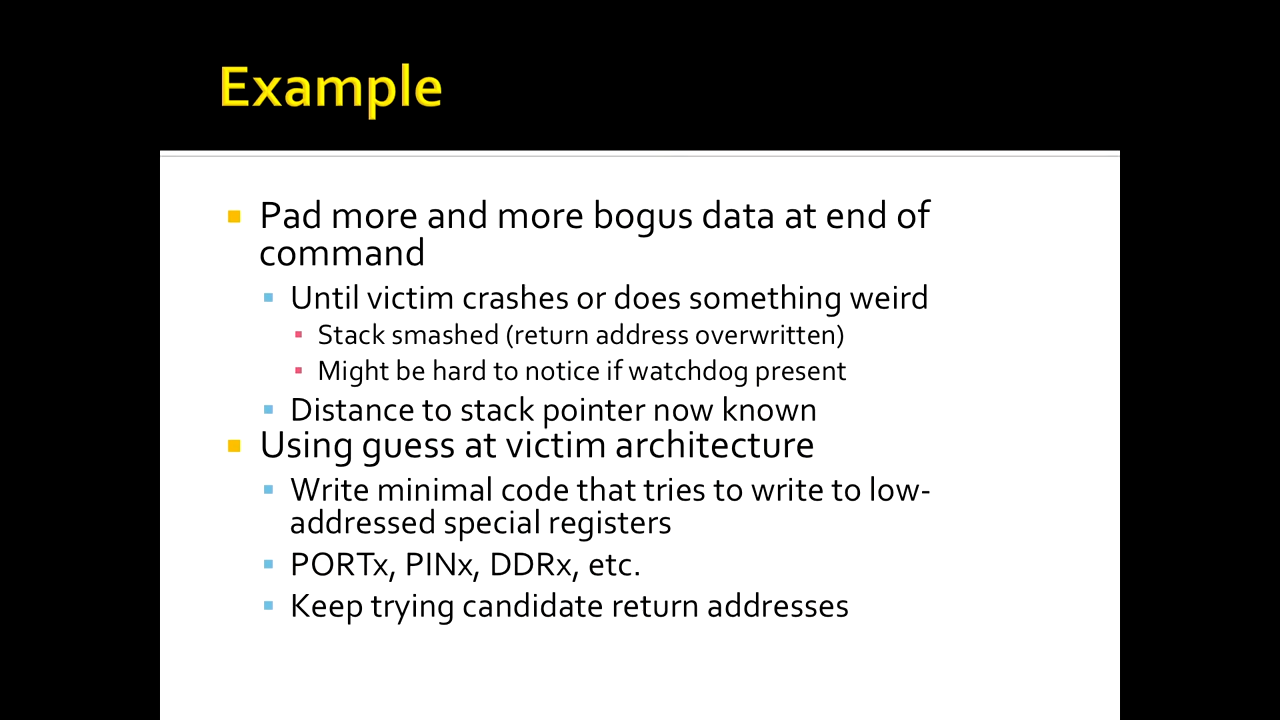 Example
Pad more and more bogus data at end of
command
Until victim crashes or does something weird
Stack smashed (return address overwritten)
Might be hard to notice if watchdog present
Distance to stack pointer now known
Using guess at victim architecture
Write minimal code that tries to write to low-
addressed special registers
PORTx, PINx, DDRx, etc.
Keep trying candidate return addresses